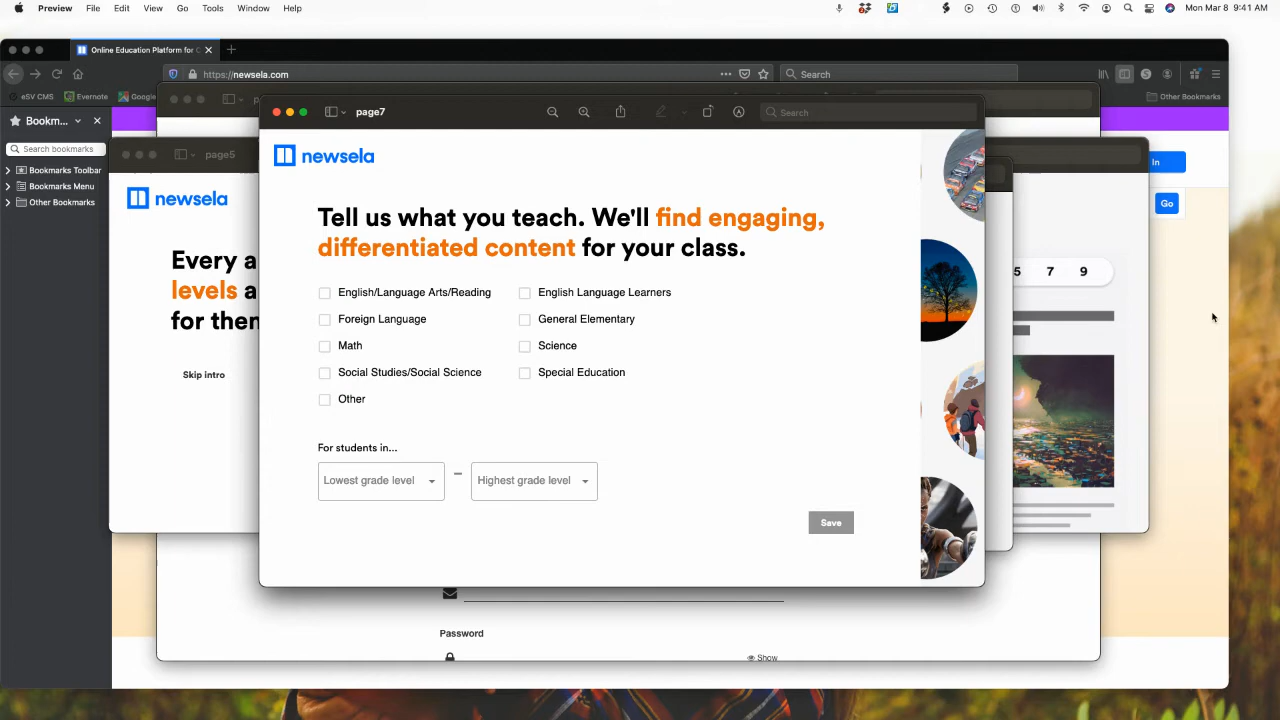 Preview File Edit View Go Tools Window Help
Mon Mar 8 9:41 AM
Online Education Platform for
https://newsela.com
Search
eSV CMS Evernote Google
Other Bookmarks
Bookm...
page7
Search
Search bookmarks
Bookmarks Toolbar
Bookmarks Menu
Other Bookmarks
page5
In
Go
newsela
newsela
Tell us what you teach. We'll find engaging,
differentiated content for your class.
Every a
levels a
for then
Skip intro
5 7 9
English/Language Arts/Reading
English Language Learners
Foreign Language
General Elementary
Math
Science
Social Studies/Social Science
Special Education
Other
For students in...
Lowest grade level – Highest grade level
Save
Password
Show